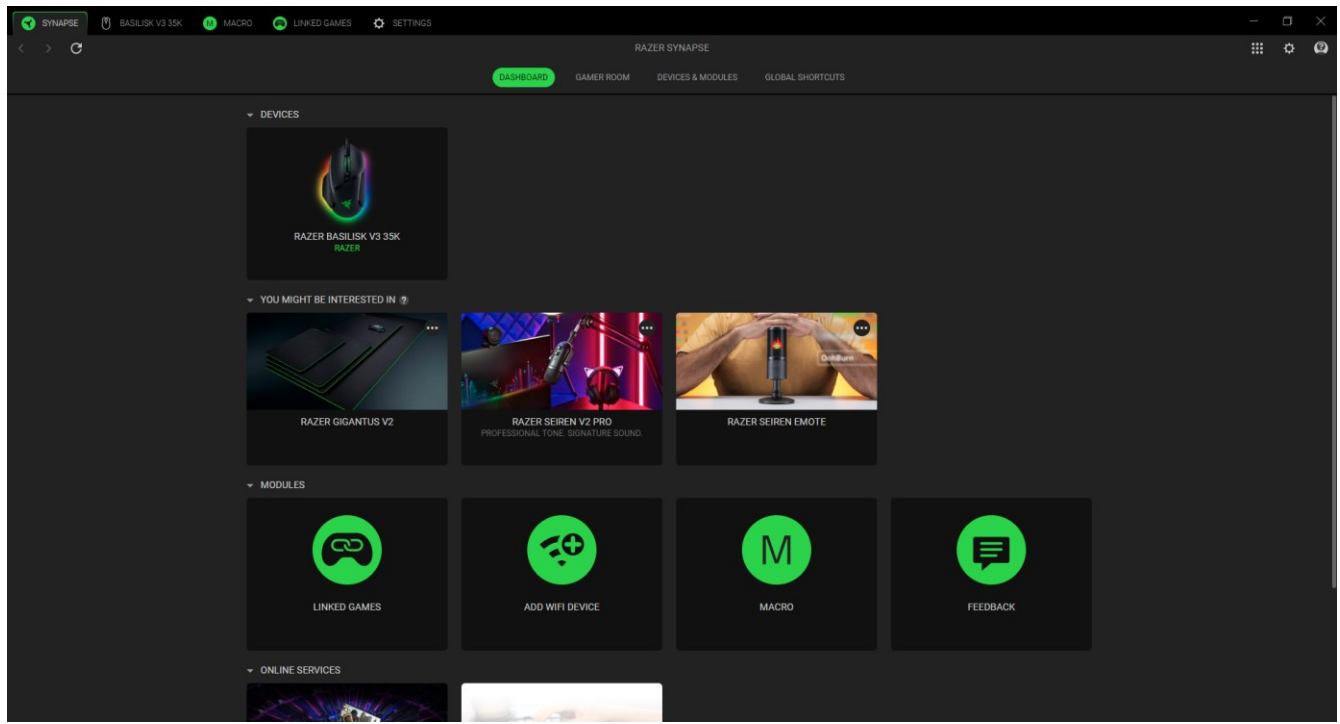 SYNAPSE
BASILISK V3 35K
M
MACRO
LINKED GAMES
SETTINGS
RAZER SYNAPSE
DASHBOARD
GAMER ROOM
DEVICES & MODULES
GLOBAL SHORTCUTS
DEVICES
RAZER BASILISK V3 35K
RAZER
YOU MIGHT BE INTERESTED IN ?
OohBurn
RAZER GIGANTUS V2
RAZER SEIREN V2 PRO
PROFESSIONAL TONE. SIGNATURE SOUND.
RAZER SEIREN EMOTE
MODULES
M
LINKED GAMES
ADD WIFI DEVICE
MACRO
FEEDBACK
ONLINE SERVICES